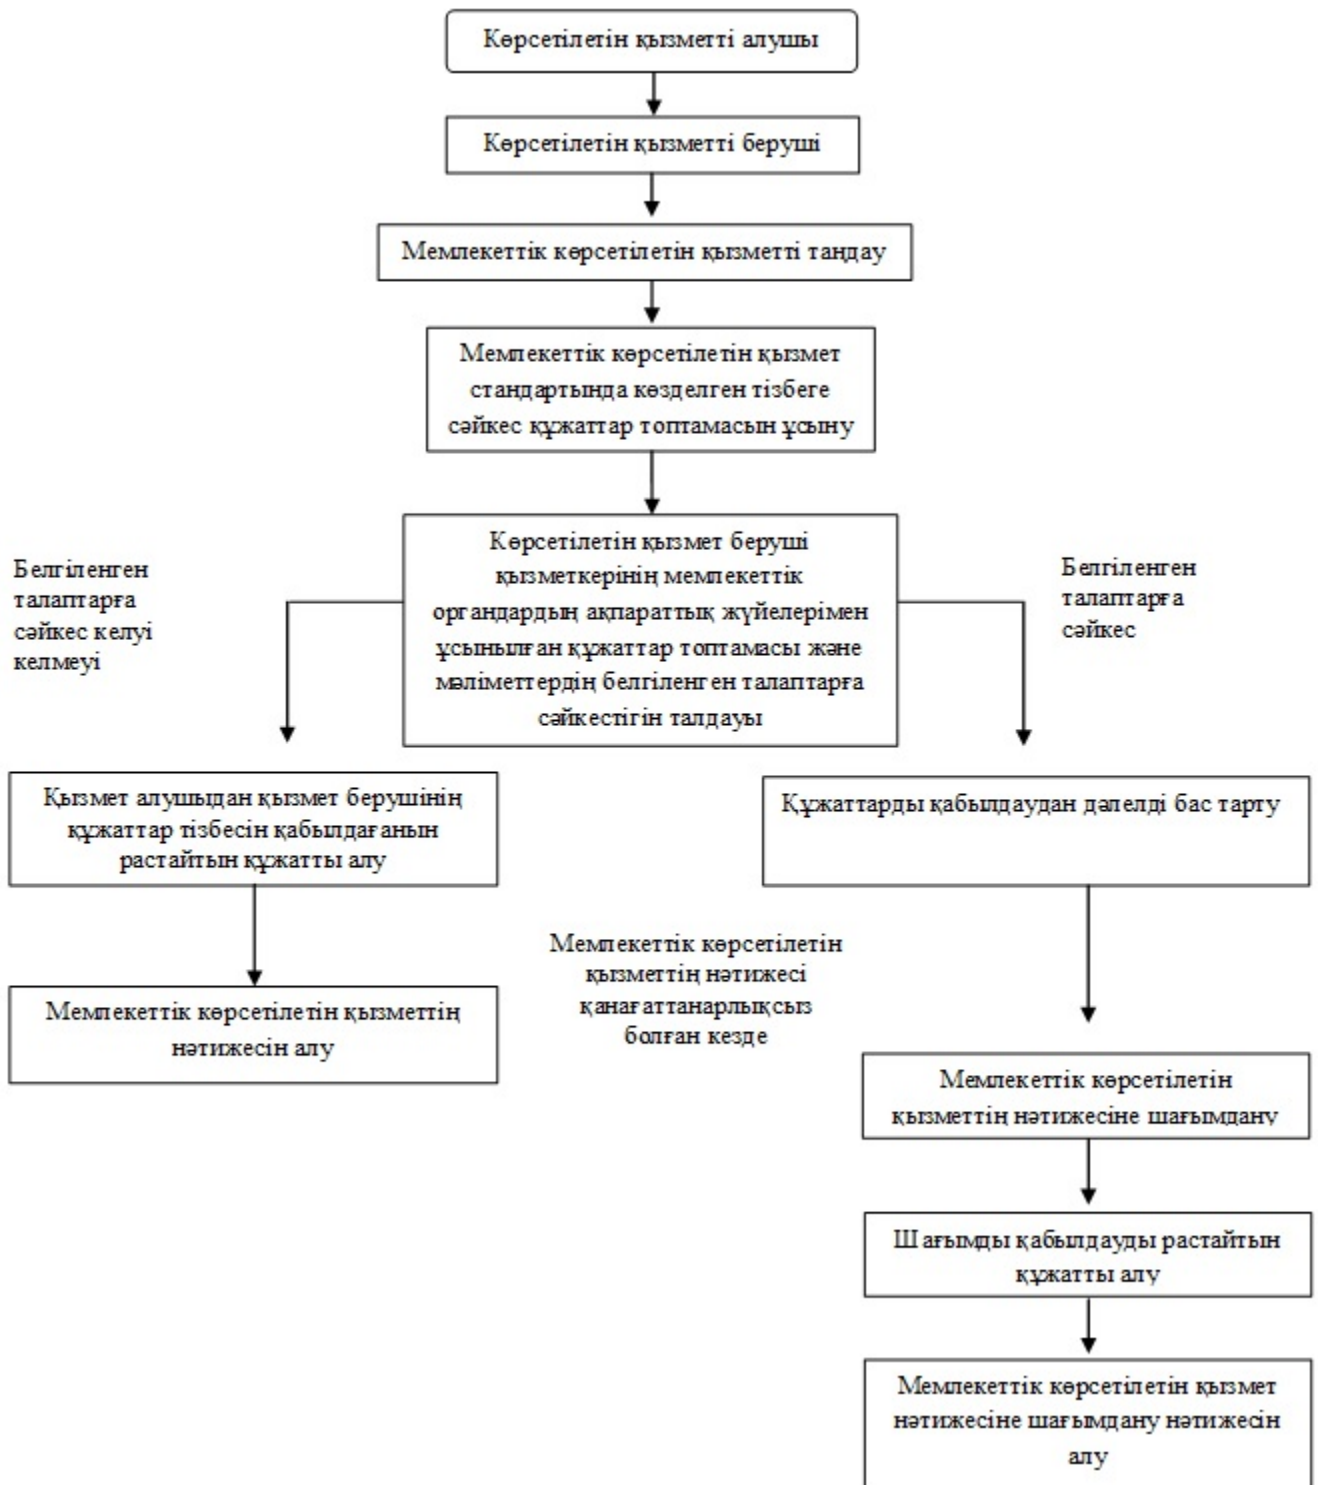 Көрсетілетін қызметті алушы
Көрсетілетін қызметті беруші
Мемлекеттік көрсетілетін қызметті таңдау
Мемлекеттік көрсетілетін қызмет
стандартында көзделген тізбеге
сәйкес құжаттар топтамасын ұсыну
Көрсетілетін қызмет беруші
қызметкерінің мемлекеттік
органдардың ақпараттық жүйелерімен
ұсынылған құжаттар топтамасы және
мәліметтердің белгіленген талаптарға
сәйкестігін талдауы
Белгіленген
талаптарға
сәйкес келуі
келмеуі
Белгіленген
талаптарға
сәйкес
Қызмет алушыдан қызмет берушінің
құжаттар тізбесін қабылдағанын
растайтын құжатты алу
Құжаттарды қабылдаудан дәлелді бас тарту
Мемлекеттік көрсетілетін
қызметтің нәтижесі
қанағаттанарлықсыз
болған кезде
Мемлекеттік көрсетілетін қызметтің
нәтижесін алу
Мемлекеттік көрсетілетін
қызметтің нәтижесіне шағымдану
Шағымды қабылдауды растайтын
құжатты алу
Мемлекеттік көрсетілетін қызмет
нәтижесіне шағымдану нәтижесін
алу